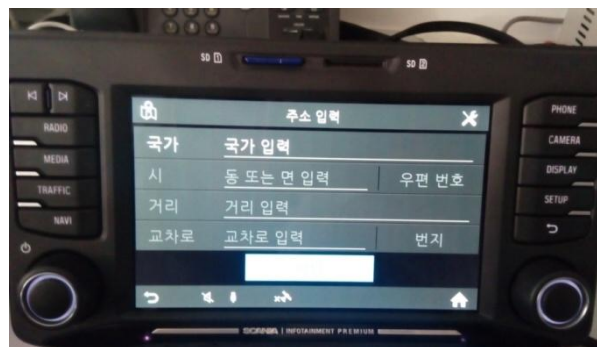 SD 1
SD 2
RADIO
MEDIA
TRAFFIC
NAVI
주소 입력
국가 국가 입력
시 동 또는 면 입력 우편 번호
거리 거리 입력
교차로 교차로 입력 번지
PHONE
CAMERA
DISPLAY
SETUP
SCANIA | INFOTAINMENT PREMIUM